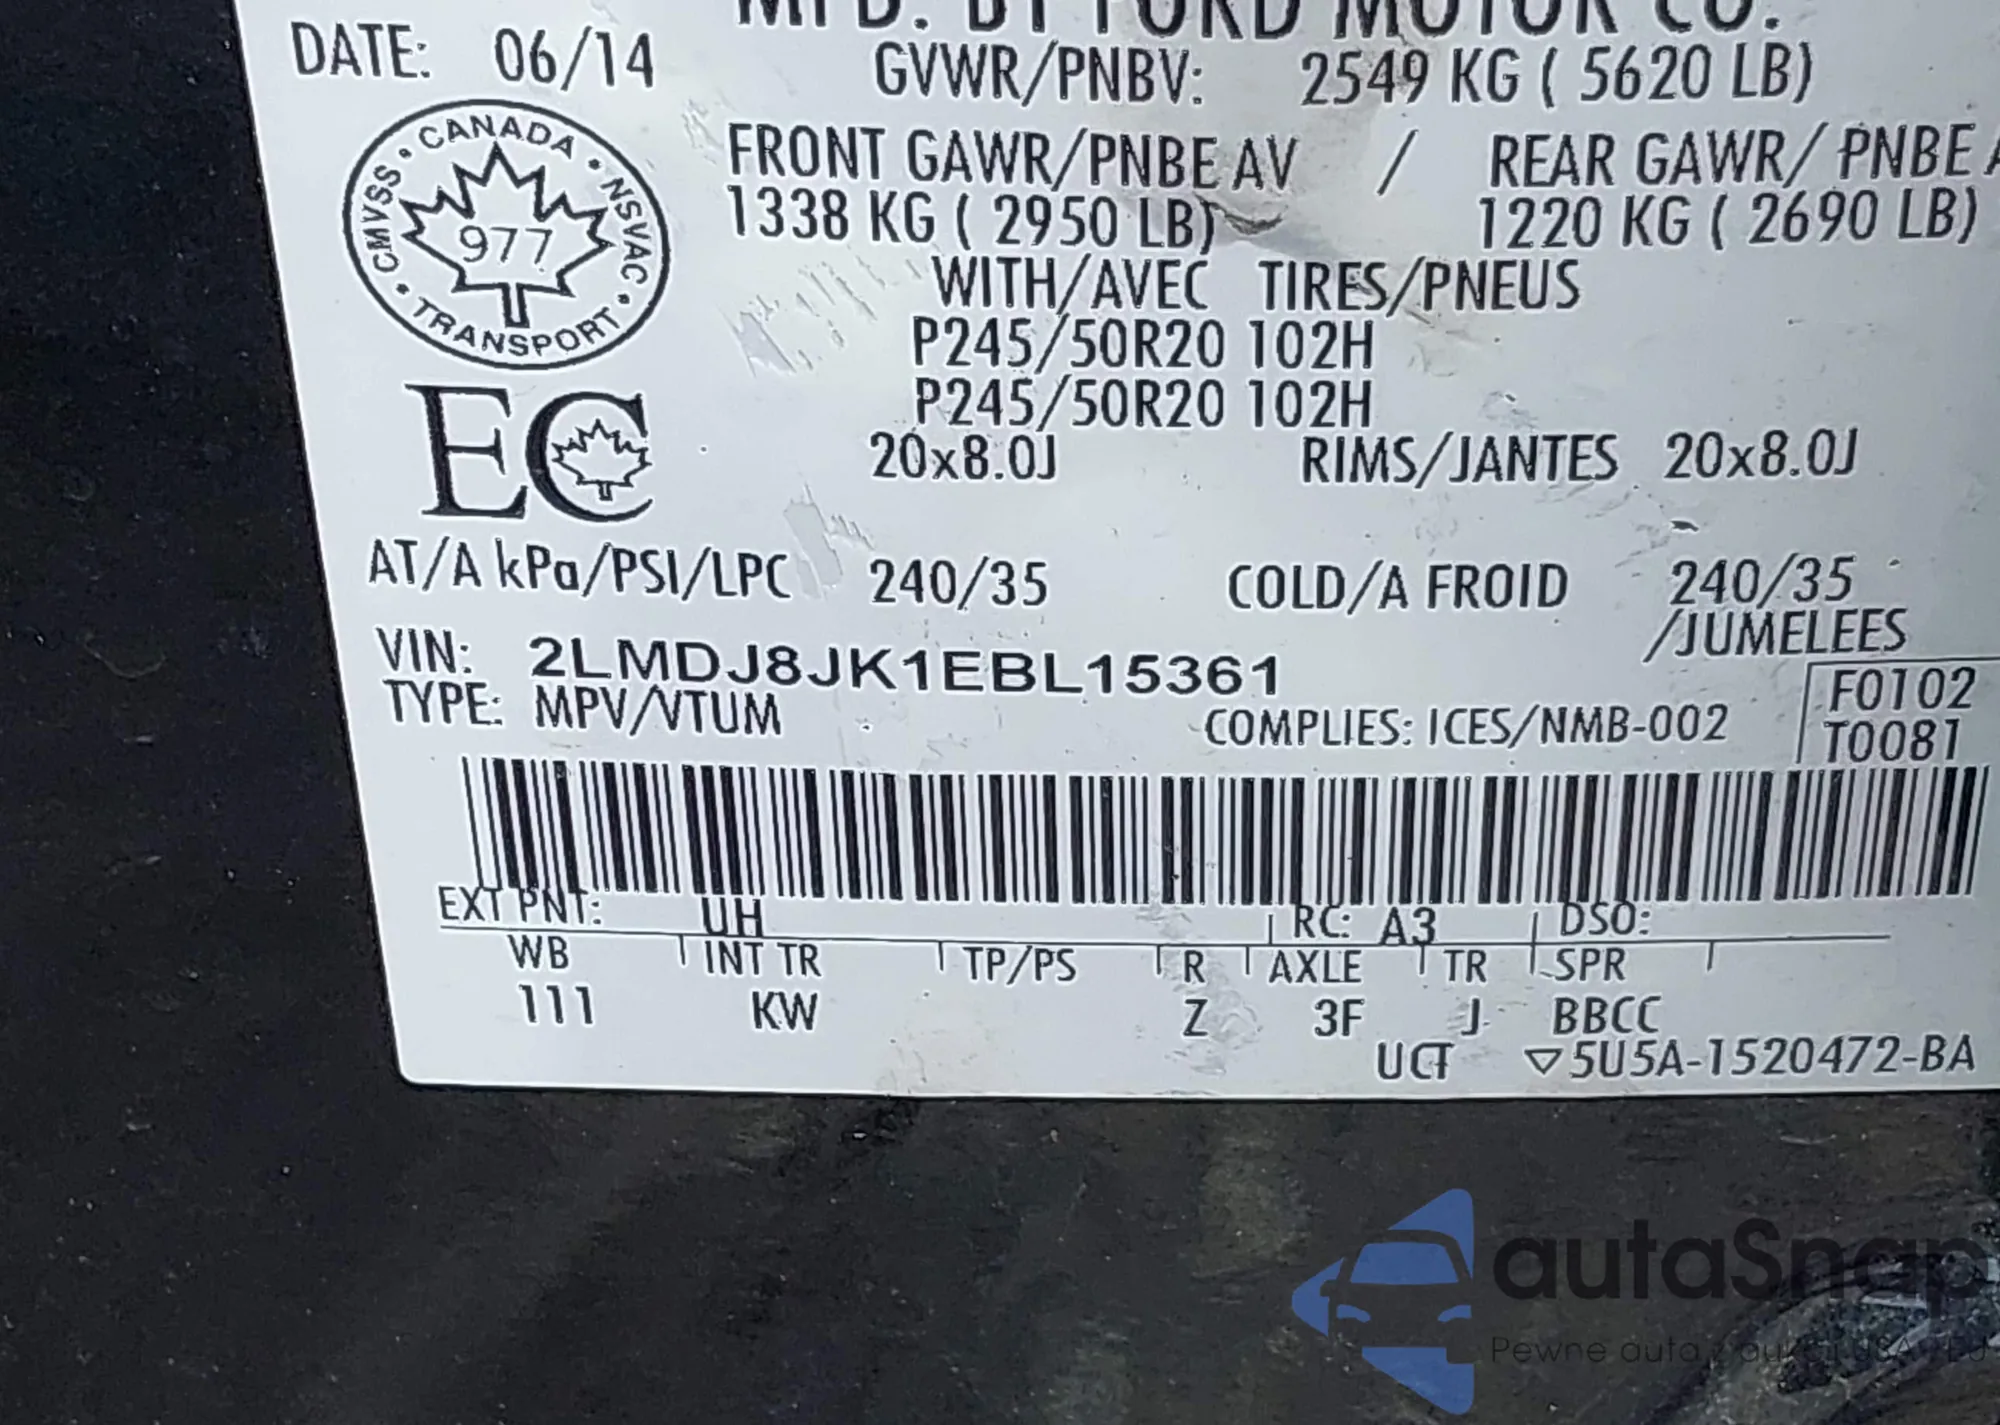 MFD. BY FORD MOTOR CO.
DATE: 06/14
GVWR/PNBV: 2549 KG ( 5620 LB)
FRONT GAWR/PNBE AV / REAR GAWR/ PNBE A
1338 KG ( 2950 LB) 1220 KG ( 2690 LB)
CANADA • NSVAC • TRANSPORT • CMVSS •
977
WITH/AVEC TIRES/PNEUS
P245/50R20 102H
P245/50R20 102H
EC
20x8.0J RIMS/JANTES 20x8.0J
AT/A kPa/PSI/LPC 240/35 COLD/A FROID 240/35
/JUMELEES
VIN: 2LMDJ8JK1EBL15361
TYPE: MPV/VTUM
COMPLIES: ICES/NMB-002
F0102
T0081
EXT PNT: UH RC: A3 DSO:
WB INT TR TP/PS R AXLE TR SPR
111 KW Z 3F J BBCC
UCT ▽5U5A-1520472-BA
autaSnap
Pewne auta z aukcji USA